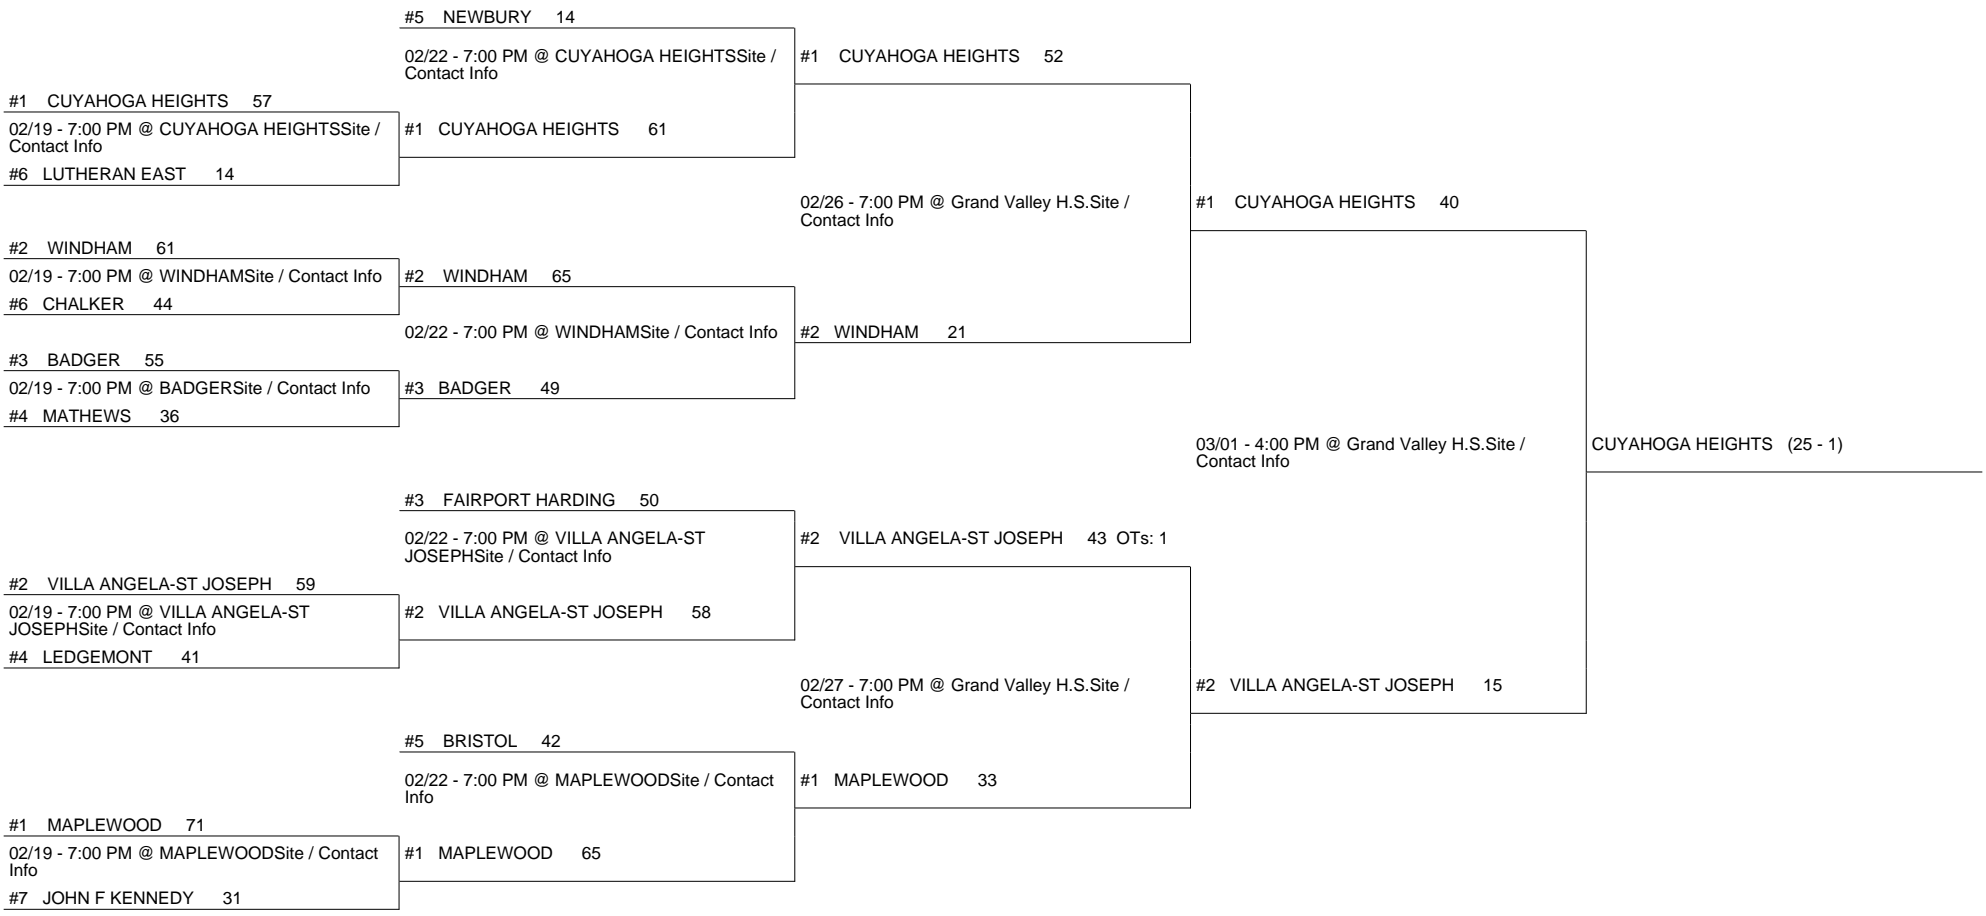 #5 NEWBURY 14
02/22 - 7:00 PM @ CUYAHOGA HEIGHTSSite /
Contact Info
#1 CUYAHOGA HEIGHTS 52
#1 CUYAHOGA HEIGHTS 57
02/19 - 7:00 PM @ CUYAHOGA HEIGHTSSite /
Contact Info
#6 LUTHERAN EAST 14
#1 CUYAHOGA HEIGHTS 61
02/26 - 7:00 PM @ Grand Valley H.S.Site /
Contact Info
#1 CUYAHOGA HEIGHTS 40
#2 WINDHAM 61
02/19 - 7:00 PM @ WINDHAMSite / Contact Info
#6 CHALKER 44
#2 WINDHAM 65
02/22 - 7:00 PM @ WINDHAMSite / Contact Info
#2 WINDHAM 21
#3 BADGER 55
02/19 - 7:00 PM @ BADGERSite / Contact Info
#4 MATHEWS 36
#3 BADGER 49
03/01 - 4:00 PM @ Grand Valley H.S.Site /
Contact Info
CUYAHOGA HEIGHTS (25 - 1)
#3 FAIRPORT HARDING 50
02/22 - 7:00 PM @ VILLA ANGELA-ST
JOSEPHSite / Contact Info
#2 VILLA ANGELA-ST JOSEPH 43 OTs: 1
#2 VILLA ANGELA-ST JOSEPH 59
02/19 - 7:00 PM @ VILLA ANGELA-ST
JOSEPHSite / Contact Info
#4 LEDGEMONT 41
#2 VILLA ANGELA-ST JOSEPH 58
02/27 - 7:00 PM @ Grand Valley H.S.Site /
Contact Info
#2 VILLA ANGELA-ST JOSEPH 15
#5 BRISTOL 42
02/22 - 7:00 PM @ MAPLEWOODSite / Contact
Info
#1 MAPLEWOOD 33
#1 MAPLEWOOD 71
02/19 - 7:00 PM @ MAPLEWOODSite / Contact
Info
#7 JOHN F KENNEDY 31
#1 MAPLEWOOD 65